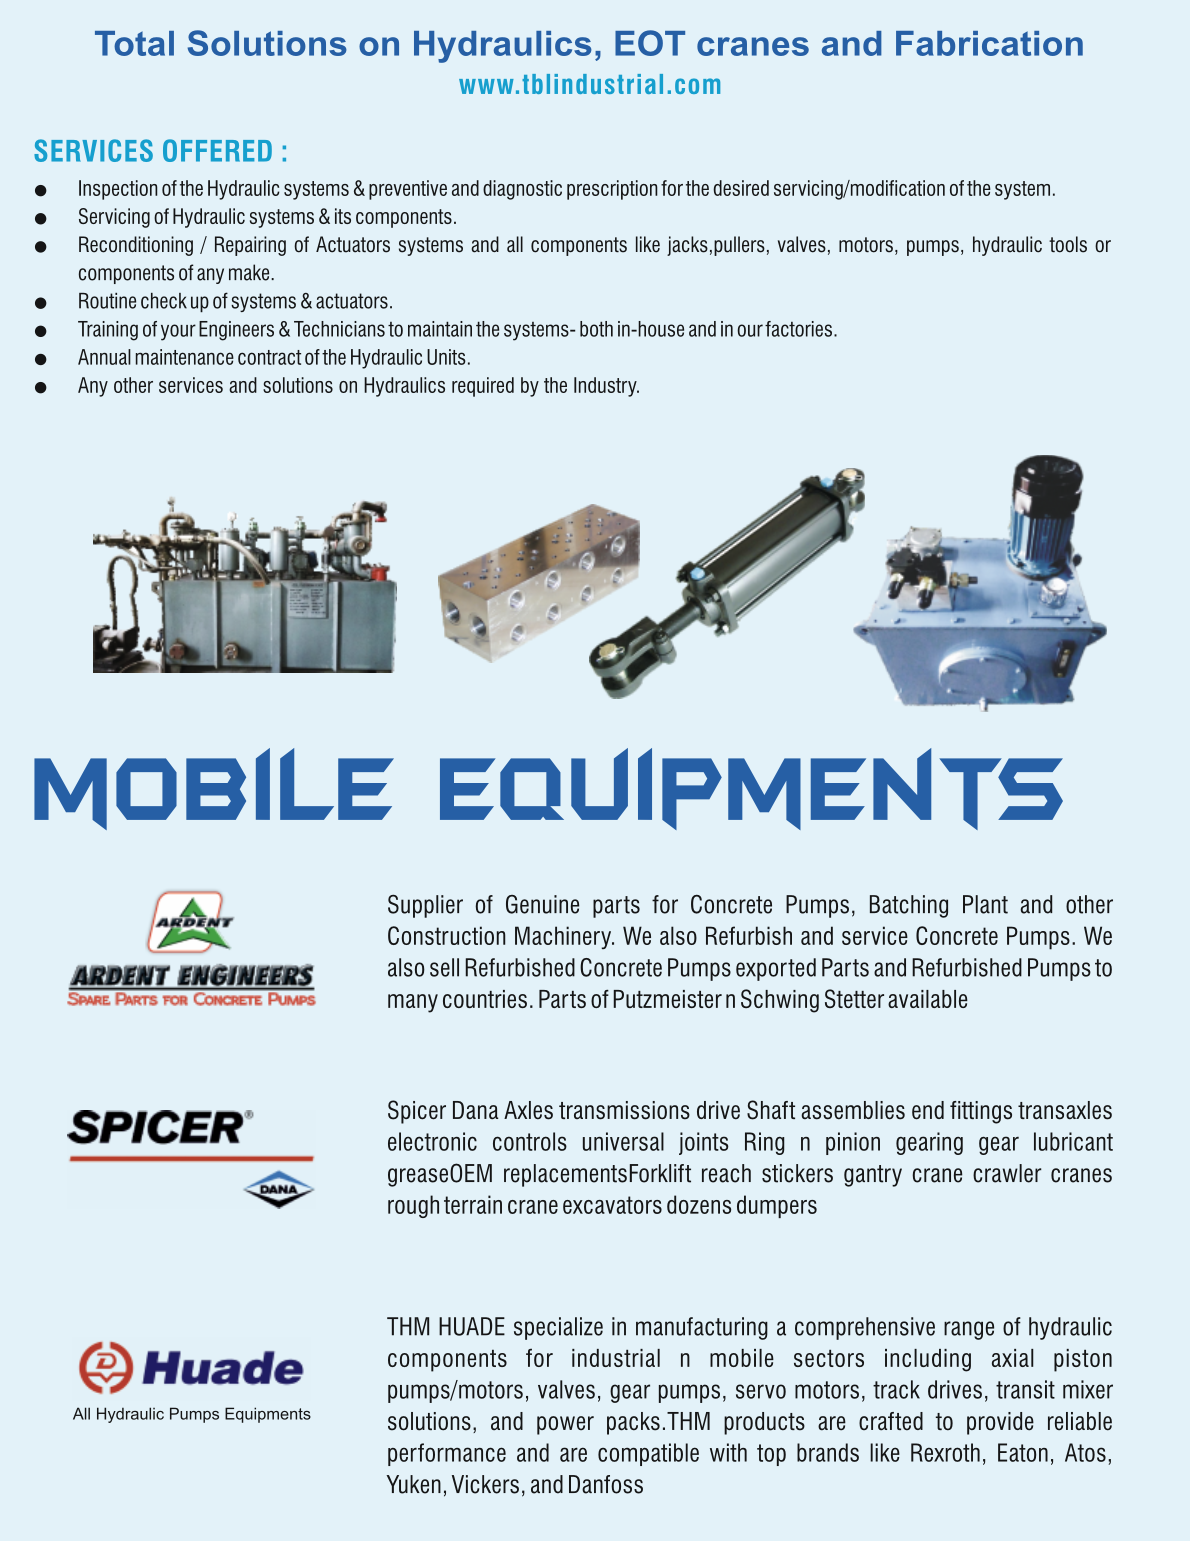 Total Solutions on Hydraulics, EOT cranes and Fabrication
www.tblindustrial.com
SERVICES OFFERED :
● Inspection of the Hydraulic systems & preventive and diagnostic prescription for the desired servicing/modification of the system.
● Servicing of Hydraulic systems & its components.
● Reconditioning / Repairing of Actuators systems and all components like jacks,pullers, valves, motors, pumps, hydraulic tools or
components of any make.
● Routine check up of systems & actuators.
● Training of your Engineers & Technicians to maintain the systems- both in-house and in our factories.
● Annual maintenance contract of the Hydraulic Units.
● Any other services and solutions on Hydraulics required by the Industry.
MOBILE EQUIPMENTS
ARDENT
ARDENT ENGINEERS
SPARE PARTS FOR CONCRETE PUMPS
Supplier of Genuine parts for Concrete Pumps, Batching Plant and other
Construction Machinery. We also Refurbish and service Concrete Pumps. We
also sell Refurbished Concrete Pumps exported Parts and Refurbished Pumps to
many countries. Parts of Putzmeister n Schwing Stetter available
SPICER®
DANA
Spicer Dana Axles transmissions drive Shaft assemblies end fittings transaxles
electronic controls universal joints Ring n pinion gearing gear lubricant
greaseOEM replacementsForklift reach stickers gantry crane crawler cranes
rough terrain crane excavators dozens dumpers
Huade
All Hydraulic Pumps Equipments
THM HUADE specialize in manufacturing a comprehensive range of hydraulic
components for industrial n mobile sectors including axial piston
pumps/motors, valves, gear pumps, servo motors, track drives, transit mixer
solutions, and power packs.THM products are crafted to provide reliable
performance and are compatible with top brands like Rexroth, Eaton, Atos,
Yuken, Vickers, and Danfoss